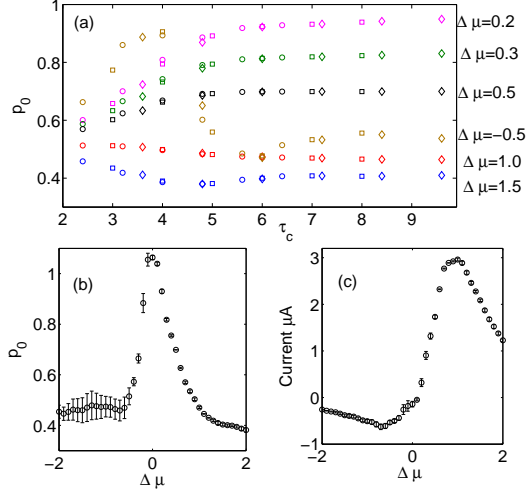 (a)
1
0.8
0.6
0.4
p0
2 3 4 5 6 7 8 9
τc
Δ μ=0.2
Δ μ=0.3
Δ μ=0.5
Δ μ=−0.5
Δ μ=1.0
Δ μ=1.5
(b)
1
0.8
0.6
0.4
p0
−2 0 2
Δ μ
(c)
3
2
1
0
−1
Current μA
−2 0 2
Δ μ